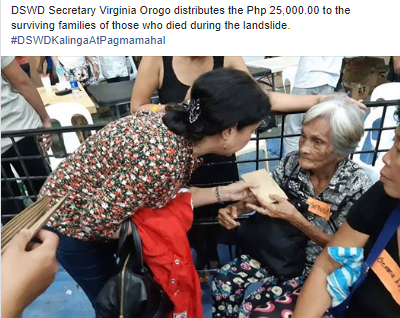 DSWD Secretary Virginia Orogo distributes the Php 25,000.00 to the
surviving families of those who died during the landslide.
#DSWDKalingaAtPagmamahal